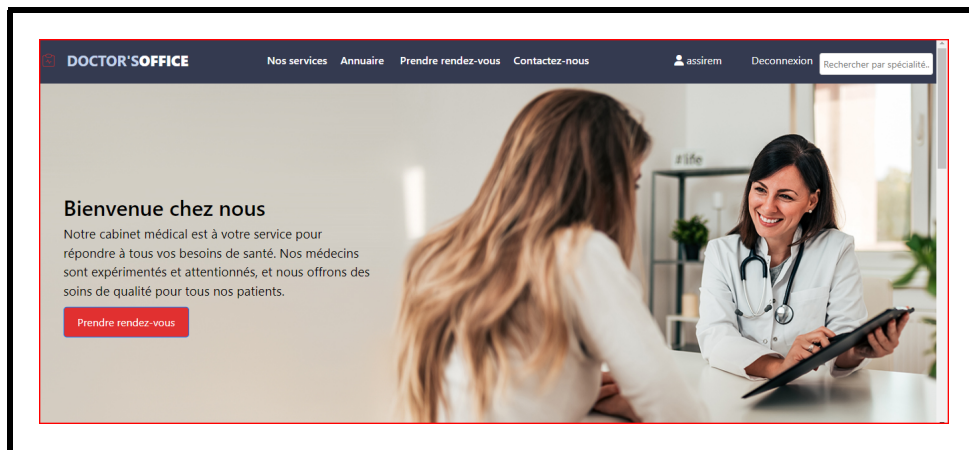 DOCTOR'SOFFICE Nos services Annuaire Prendre rendez-vous Contactez-nous assirem Deconnexion Rechercher par spécialité..
#life
Bienvenue chez nous
Notre cabinet médical est à votre service pour
répondre à tous vos besoins de santé. Nos médecins
sont expérimentés et attentionnés, et nous offrons des
soins de qualité pour tous nos patients.
Prendre rendez-vous